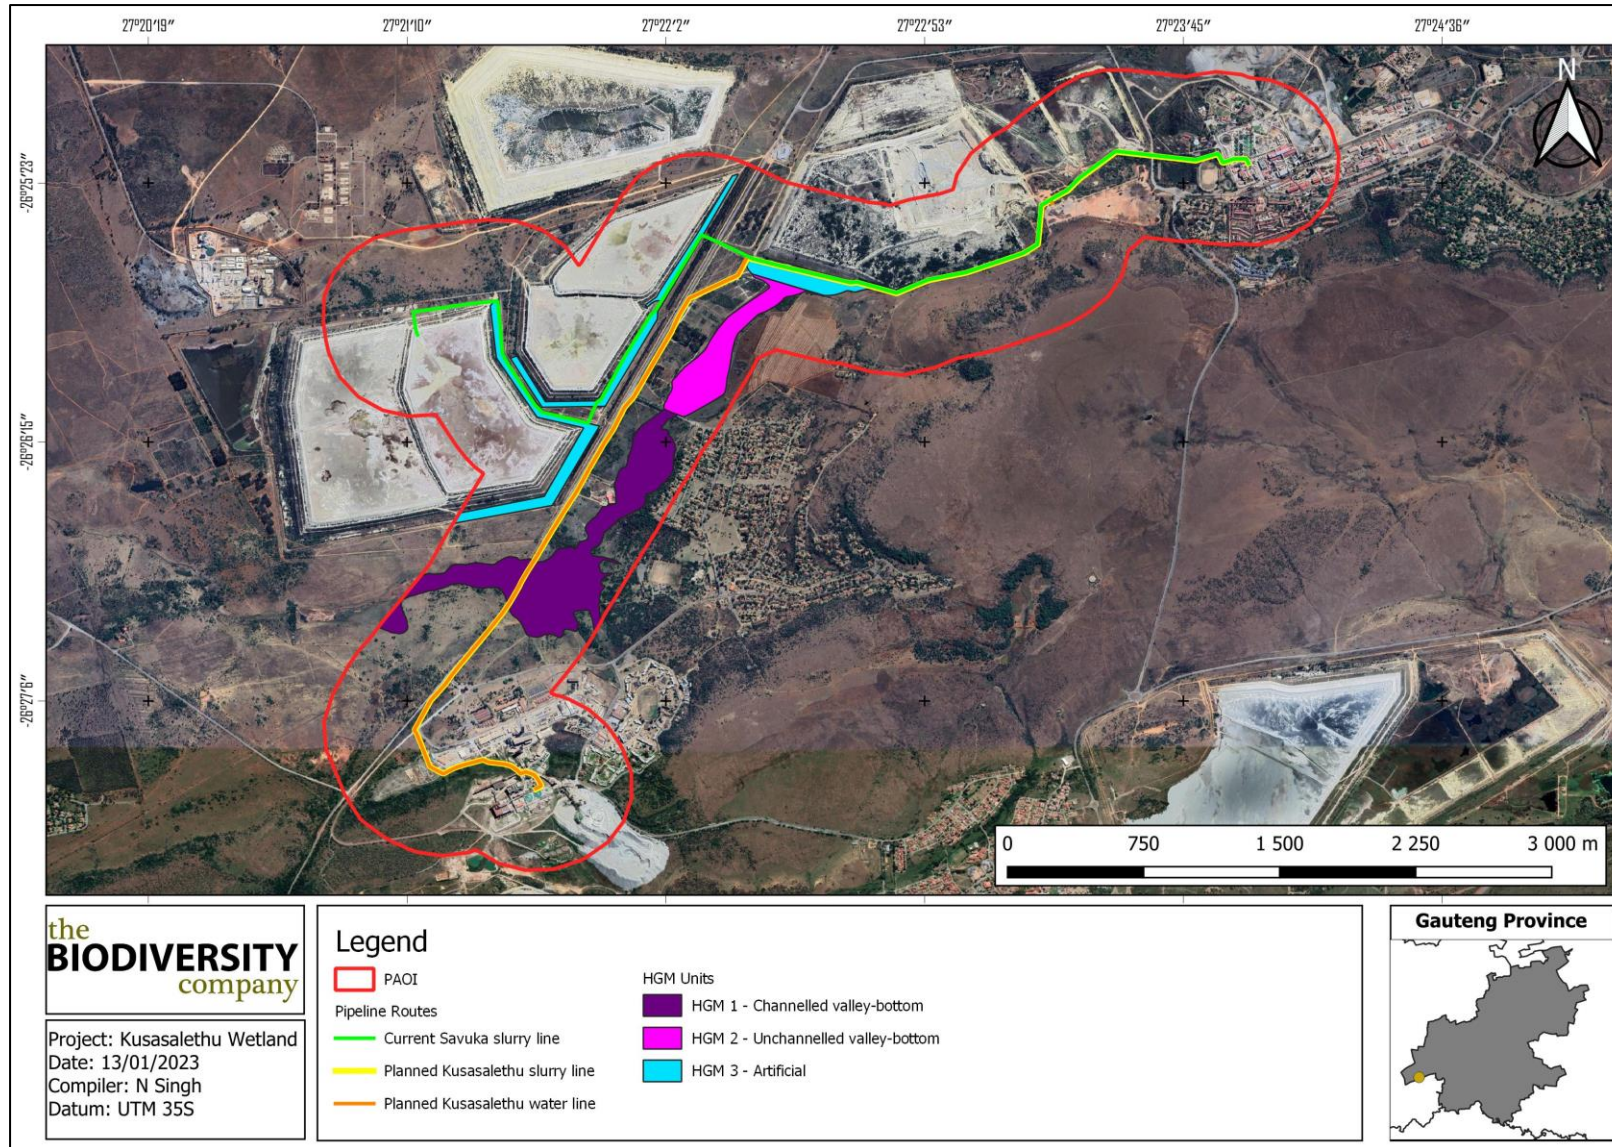 27°20'19" 27°21'10" 27°22'2" 27°22'53" 27°23'45" 27°24'36"
-26°25'23"
-26°26'15"
-26°27'6"
N
0 750 1 500 2 250 3 000 m
the
BIODIVERSITY
company
Project: Kusasalethu Wetland
Date: 13/01/2023
Compiler: N Singh
Datum: UTM 35S
Legend
PAOI
Pipeline Routes
Current Savuka slurry line
Planned Kusasalethu slurry line
Planned Kusasalethu water line
HGM Units
HGM 1 - Channelled valley-bottom
HGM 2 - Unchannelled valley-bottom
HGM 3 - Artificial
Gauteng Province